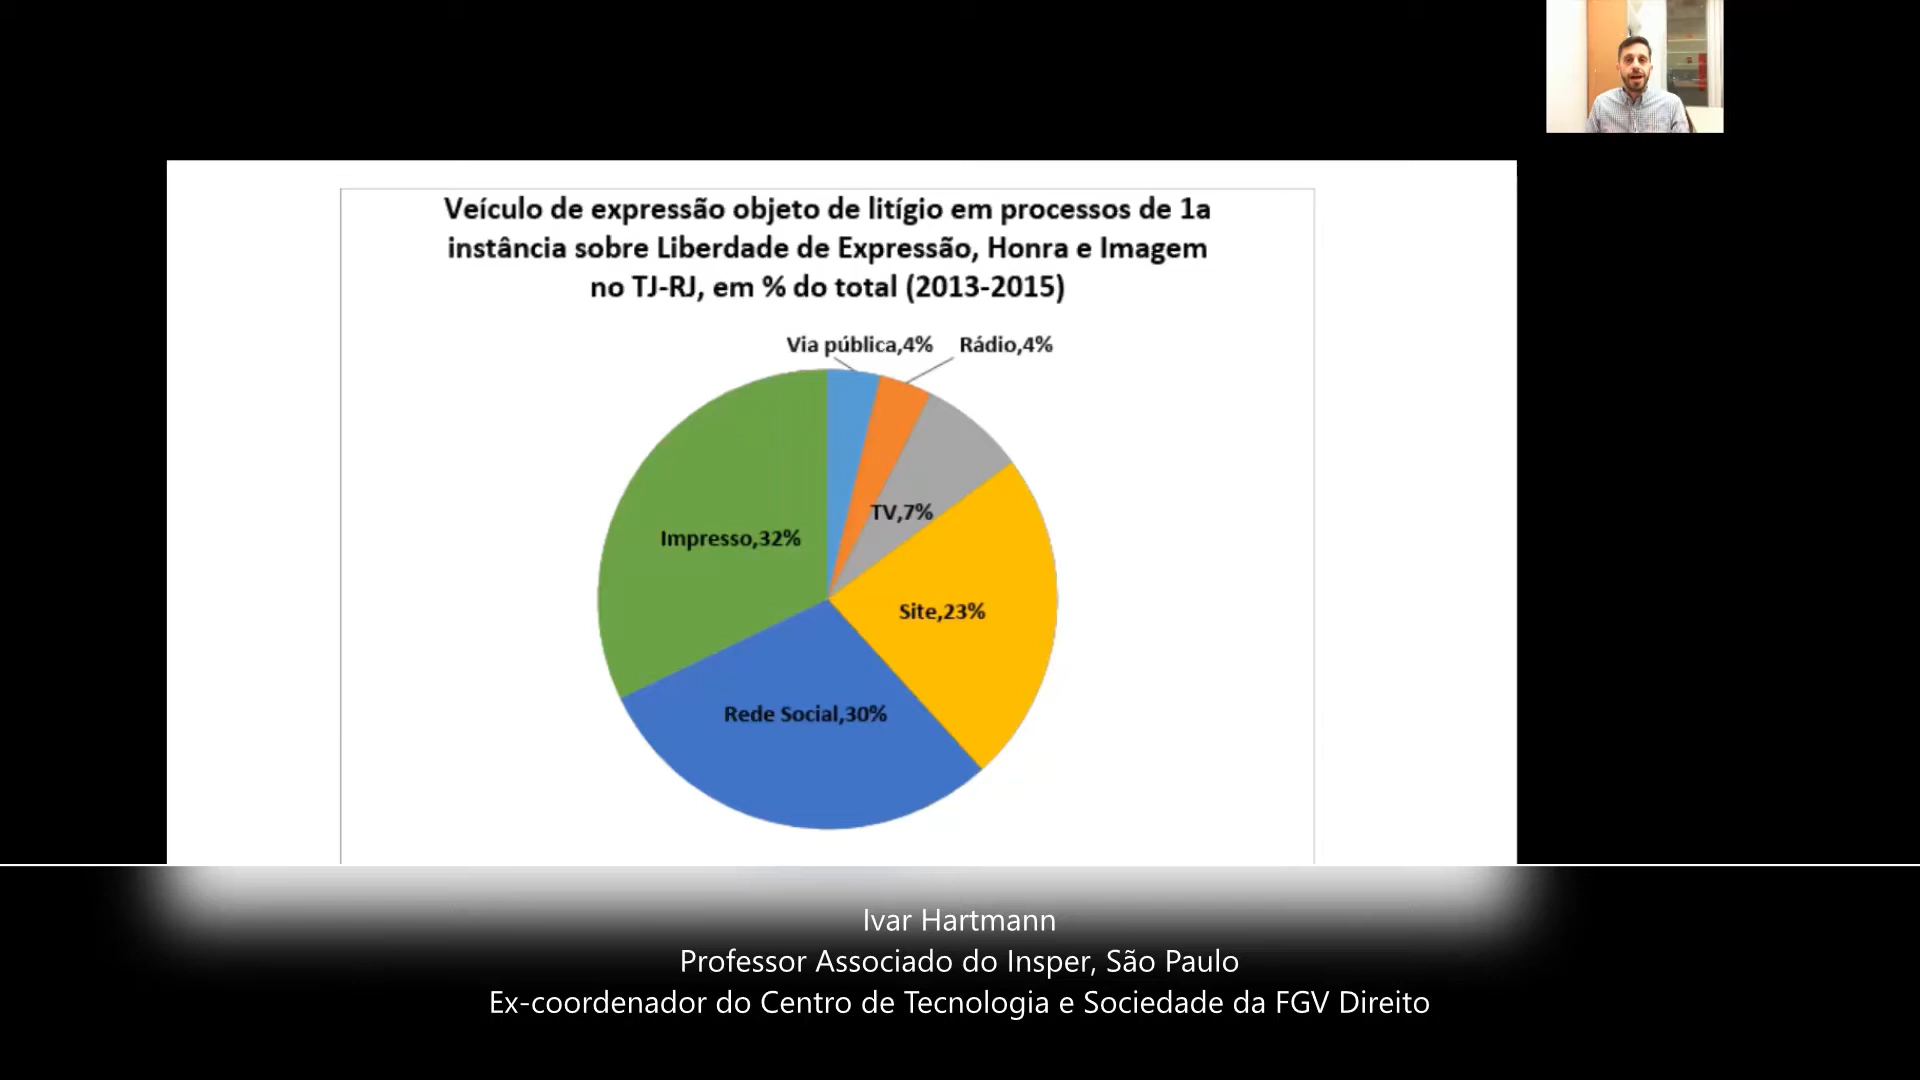 Veículo de expressão objeto de litígio em processos de 1a
instância sobre Liberdade de Expressão, Honra e Imagem
no TJ-RJ, em % do total (2013-2015)
Via pública,4%
Rádio,4%
TV,7%
Impresso,32%
Site,23%
Rede Social,30%
Ivar Hartmann
Professor Associado do Insper, São Paulo
Ex-coordenador do Centro de Tecnologia e Sociedade da FGV Direito